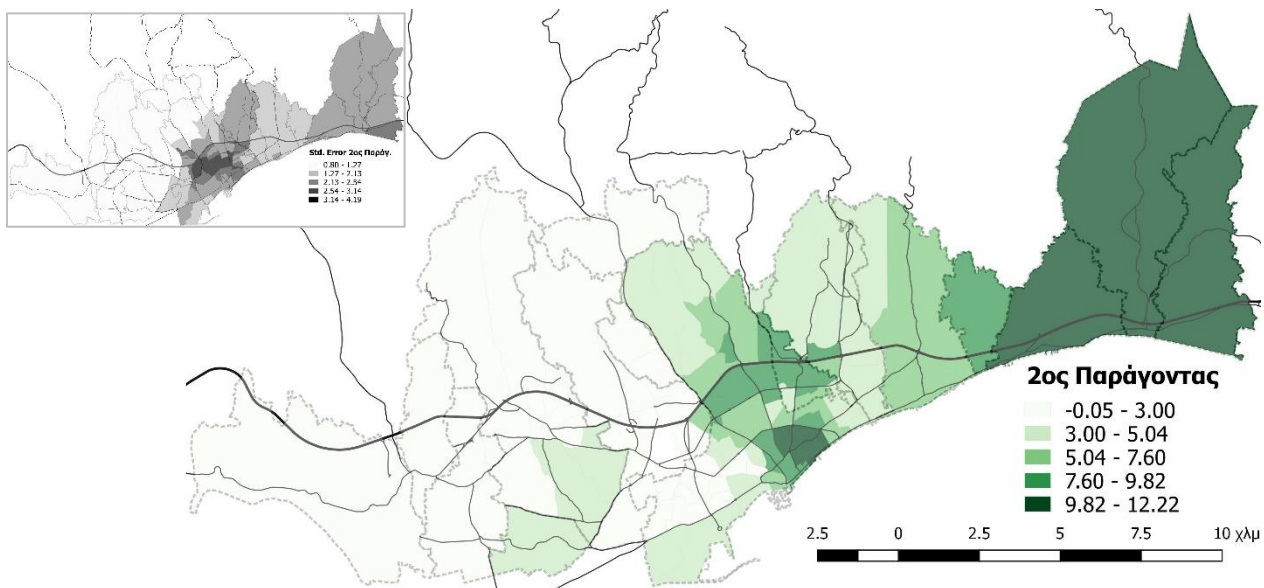 Std. Error 2ος Παράγ.
0.80 - 1.27
1.27 - 2.13
2.13 - 2.54
2.54 - 3.14
3.14 - 4.19
2ος Παράγοντας
-0.05 - 3.00
3.00 - 5.04
5.04 - 7.60
7.60 - 9.82
9.82 - 12.22
2.5 0 2.5 5 7.5 10 χλμ